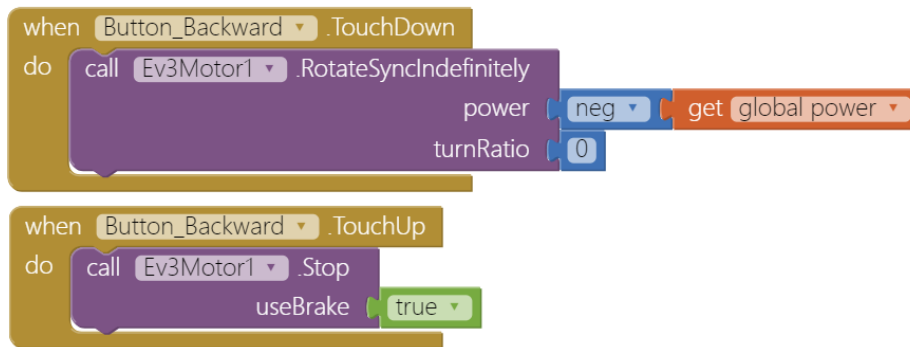 when Button_Backward .TouchDown
do call Ev3Motor1 .RotateSyncIndefinitely
power neg get global power
turnRatio 0
when Button_Backward .TouchUp
do call Ev3Motor1 .Stop
useBrake true